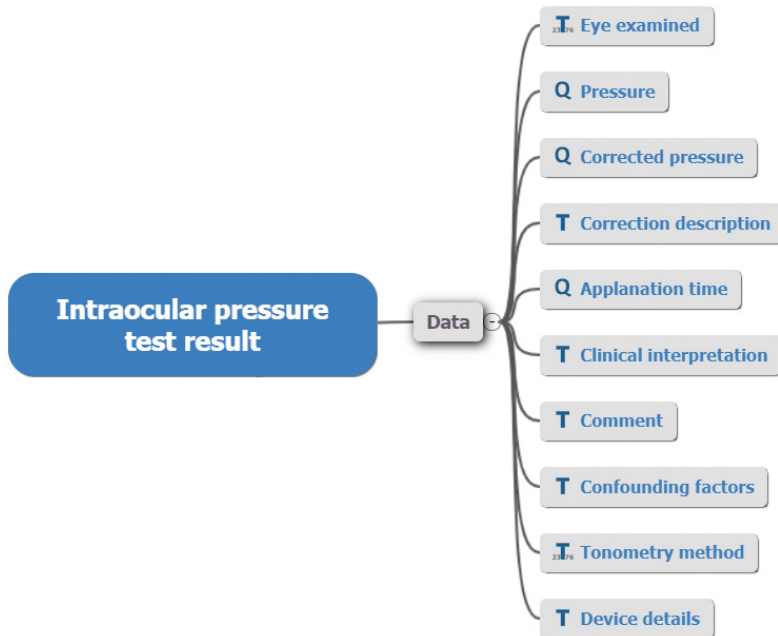 T Eye examined
Q Pressure
Q Corrected pressure
T Correction description
Intraocular pressure
test result
Data
Q Applanation time
T Clinical interpretation
T Comment
T Confounding factors
T Tonometry method
T Device details